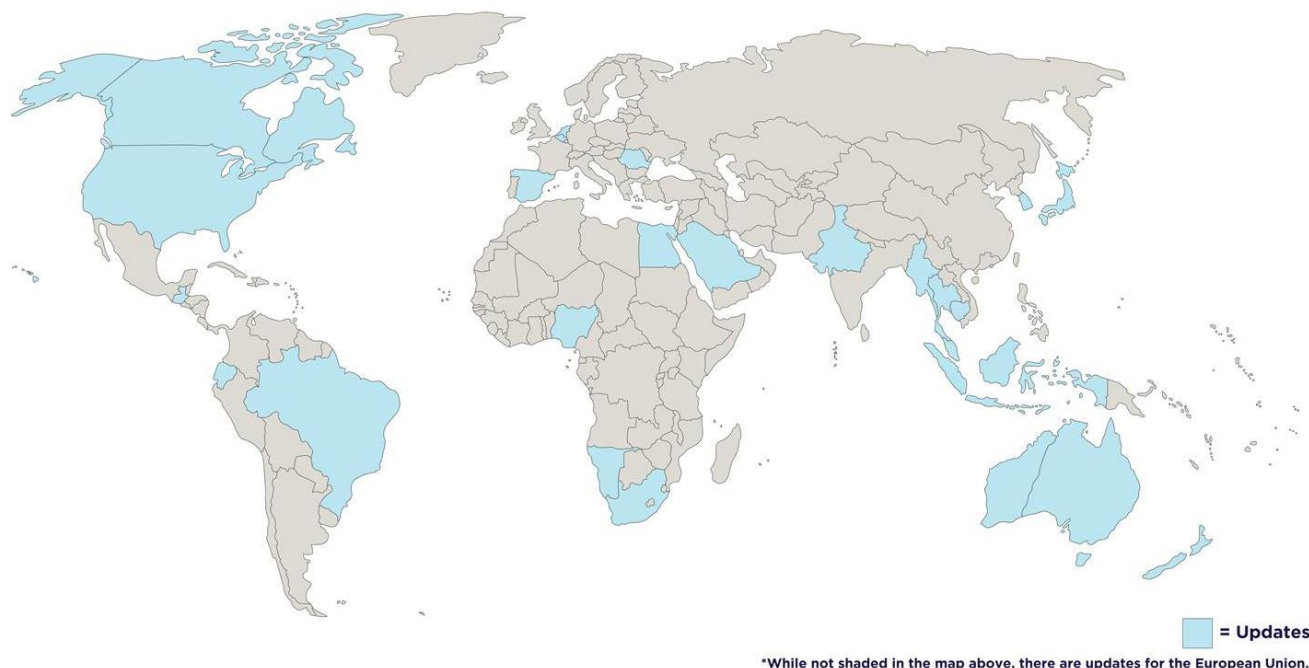 = Updates
*While not shaded in the map above, there are updates for the European Union.